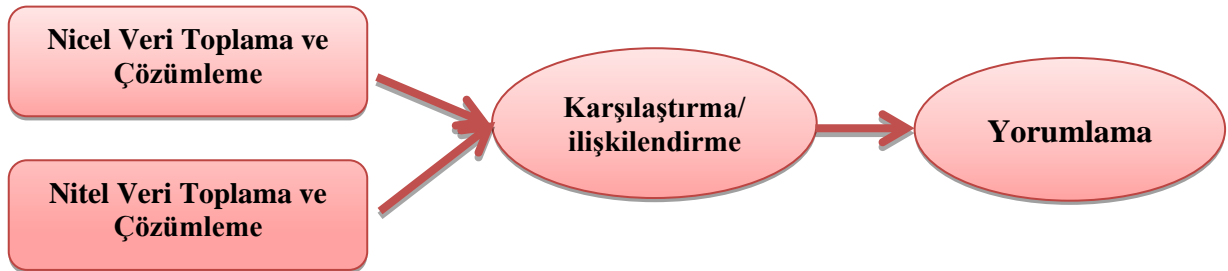 Nicel Veri Toplama ve
Çözümleme
Nitel Veri Toplama ve
Çözümleme
Karşılaştırma/
ilişkilendirme
Yorumlama